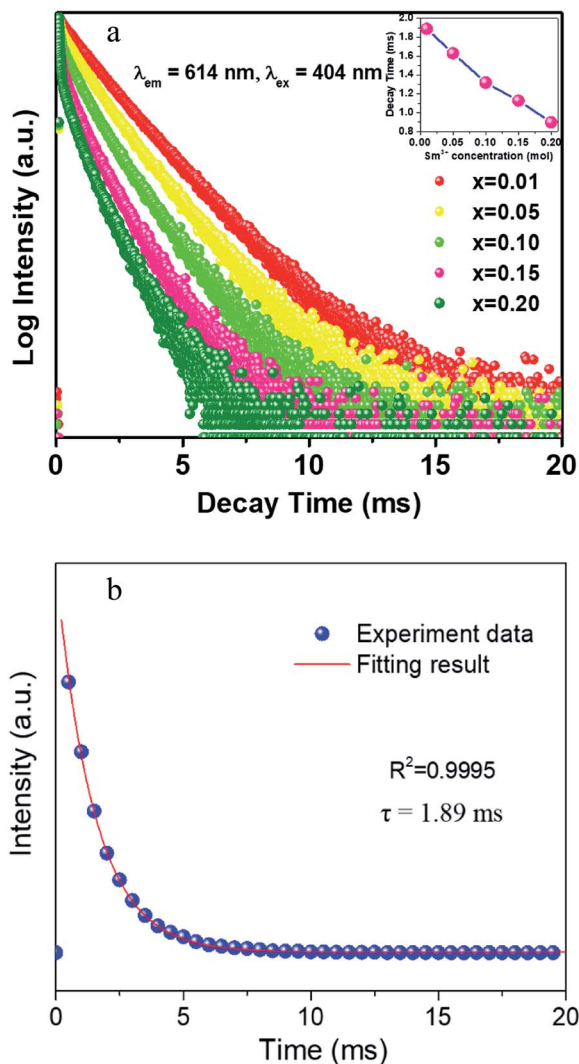 a
λem = 614 nm, λex = 404 nm
Decay Time (ms)
2.0
1.8
1.6
1.4
1.2
1.0
0.8
0.00 0.05 0.10 0.15 0.20
Sm³⁺ concentration (mol)
x=0.01
x=0.05
x=0.10
x=0.15
x=0.20
Log Intensity (a.u.)
0 5 10 15 20
Decay Time (ms)
b
Experiment data
Fitting result
R²=0.9995
τ = 1.89 ms
Intensity (a.u.)
0 5 10 15 20
Time (ms)